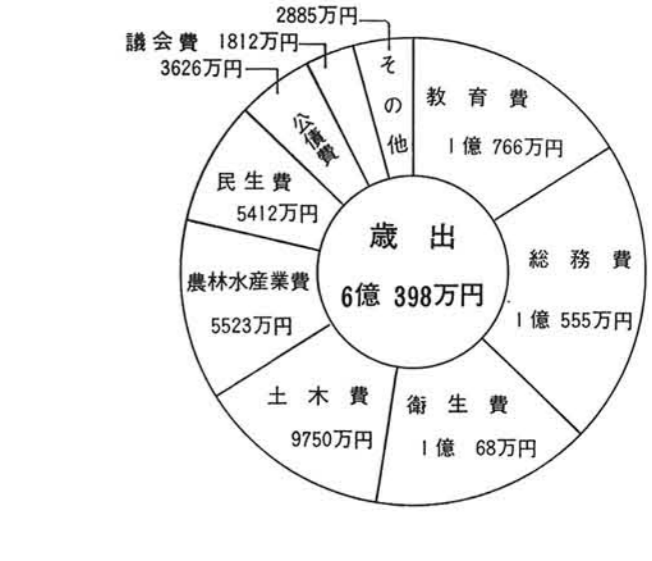 2885万円
議会費 1812万円
3626万円
その他
公債費
教育費
1億 766万円
民生費
5412万円
歳出
6億 398万円
総務費
1億 555万円
農林水産業費
5523万円
土木費
9750万円
衛生費
1億 68万円